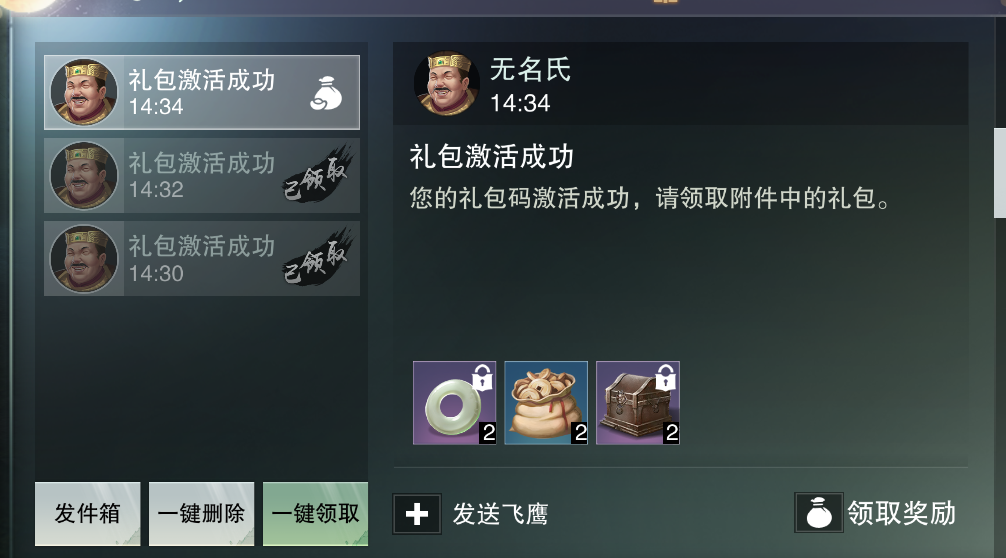 礼包激活成功
14:34
礼包激活成功
14:32
已领取
礼包激活成功
14:30
已领取
发件箱
一键删除
一键领取
无名氏
14:34
礼包激活成功
您的礼包码激活成功，请领取附件中的礼包。
2
2
2
发送飞鹰
领取奖励